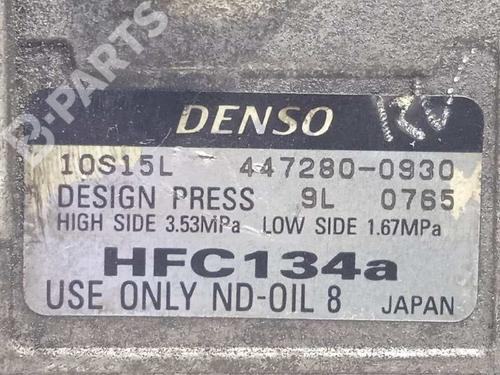 B-PARTS
DENSO
10S15L 447280-0930
DESIGN PRESS 9L 0765
HIGH SIDE 3.53MPa LOW SIDE 1.67MPa
HFC134a
USE ONLY ND-OIL 8 JAPAN